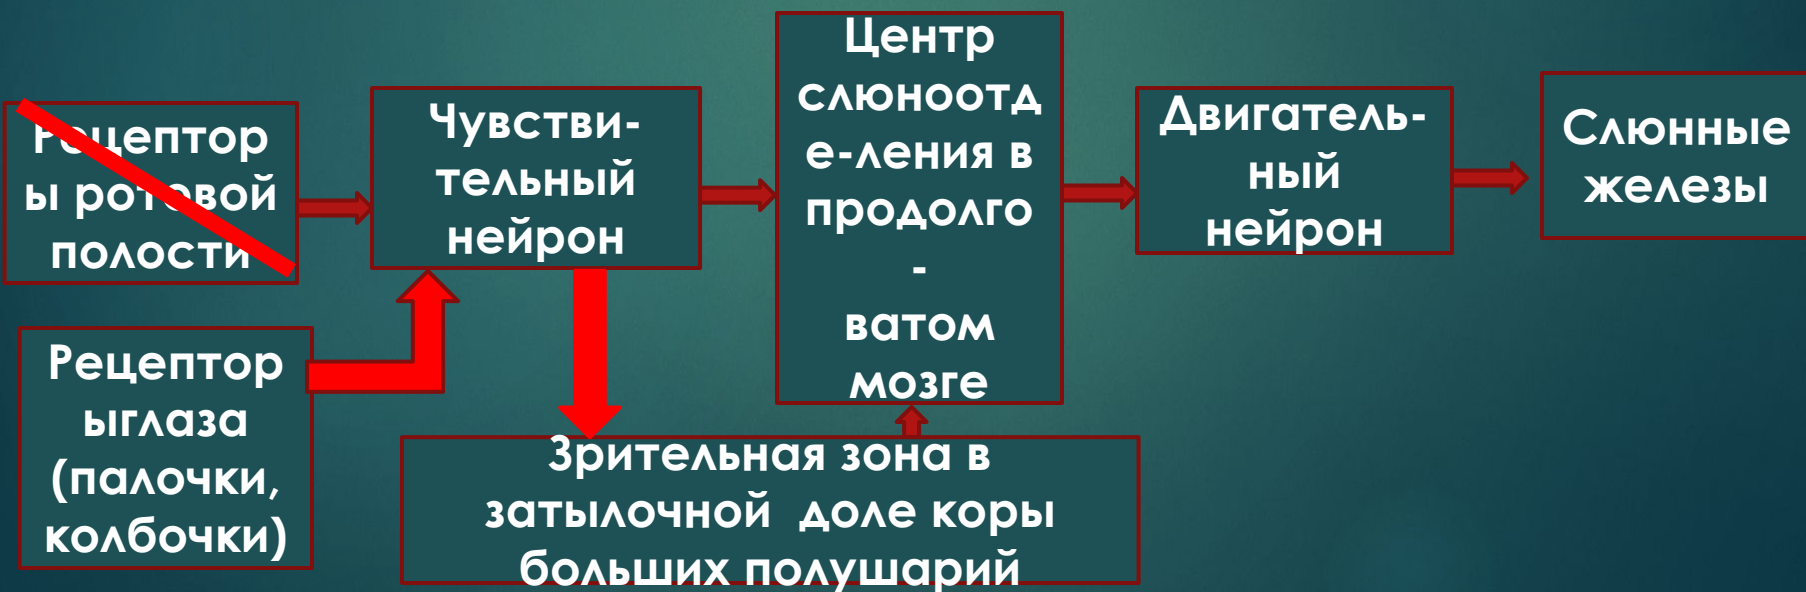 Рецептор
ы ротовой
полости
Чувстви-
тельный
нейрон
Центр
слюноотд
е-ления в
продолго
-
ватом
мозге
Двигатель-
ный
нейрон
Слюнные
железы
Рецептор
ыглаза
(палочки,
колбочки)
Зрительная зона в
затылочной доле коры
больших полушарий